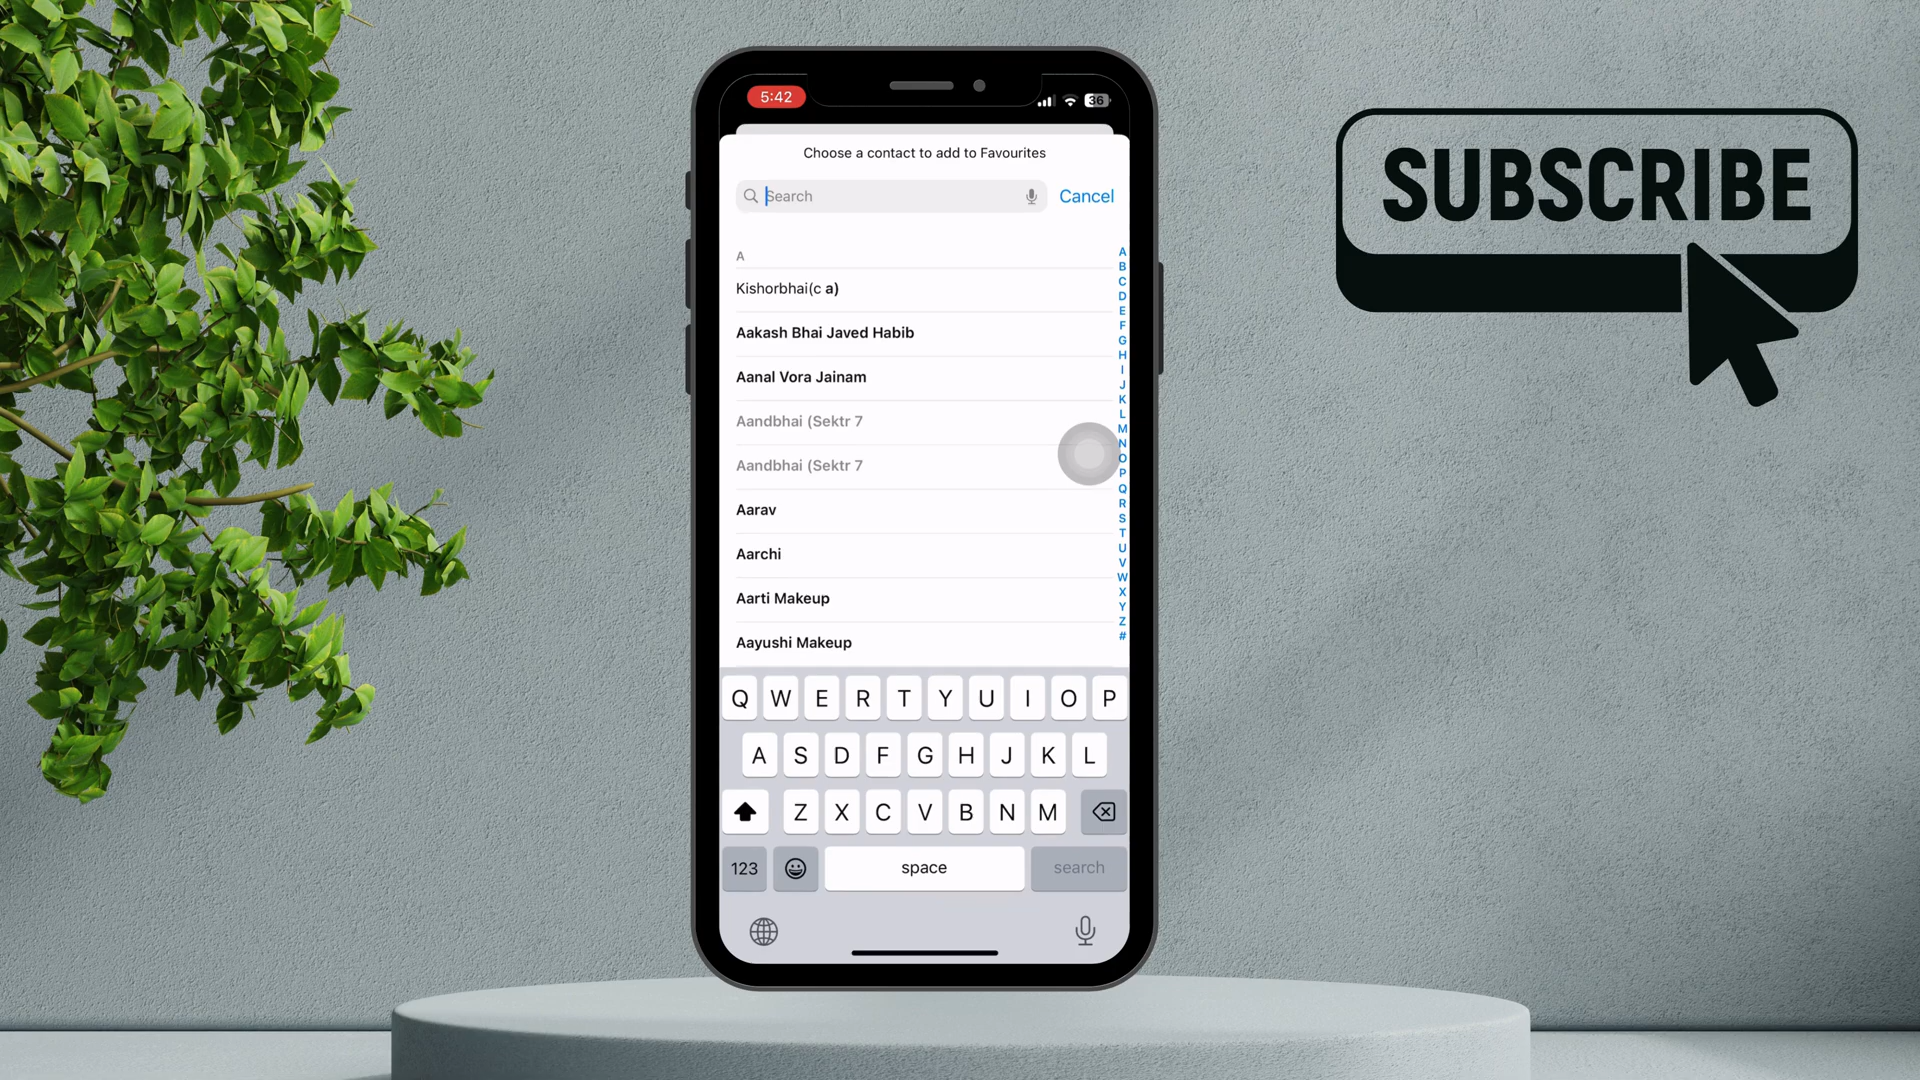 5:42
36
Choose a contact to add to Favourites
Search
Cancel
A
Kishorbhai(c a)
Aakash Bhai Javed Habib
Aanal Vora Jainam
Aandbhai (Sektr 7
Aandbhai (Sektr 7
Aarav
Aarchi
Aarti Makeup
Aayushi Makeup
A
B
C
D
E
F
G
H
I
J
K
L
M
N
O
P
Q
R
S
T
U
V
W
X
Y
Z
#
Q W E R T Y U I O P
A S D F G H J K L
Z X C V B N M
123
space
search
SUBSCRIBE